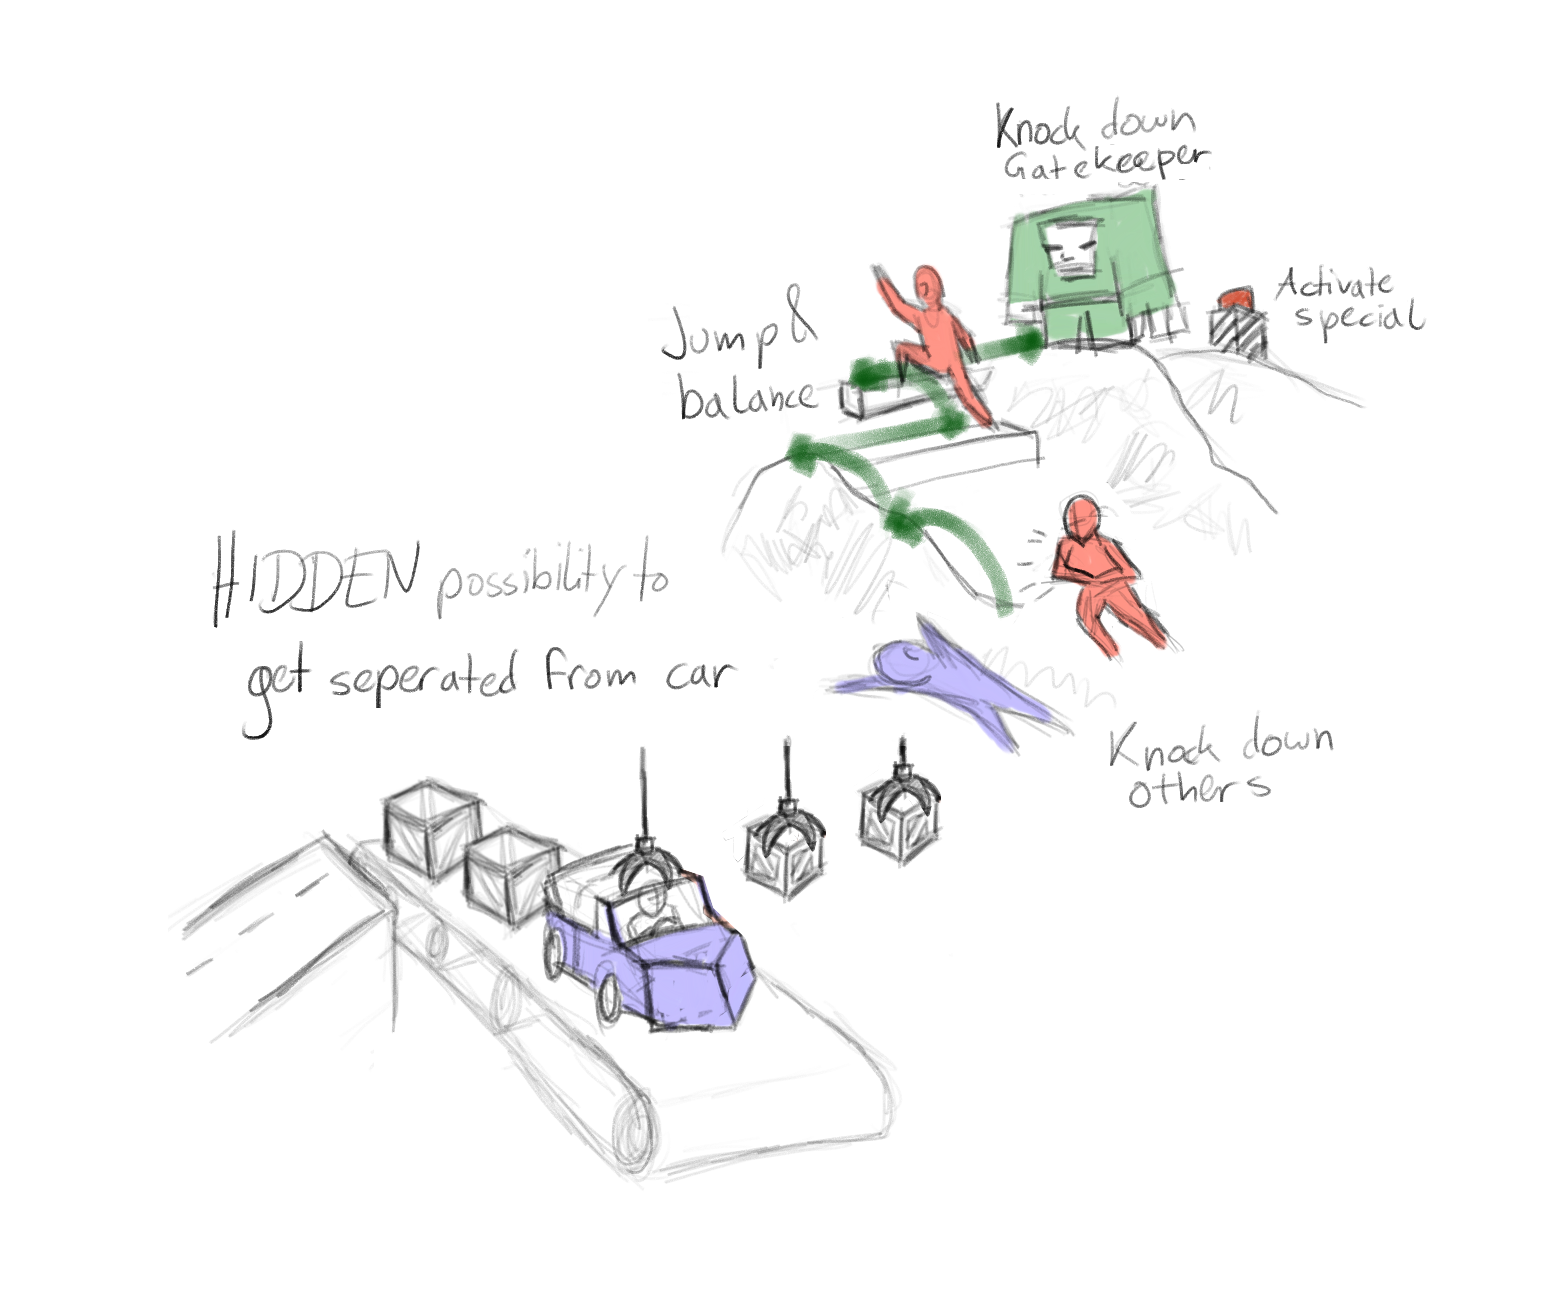 Knock down
Gatekeeper
Activate
special
Jump &
balance
HIDDEN possibility to
get seperated from car
Knock down
others